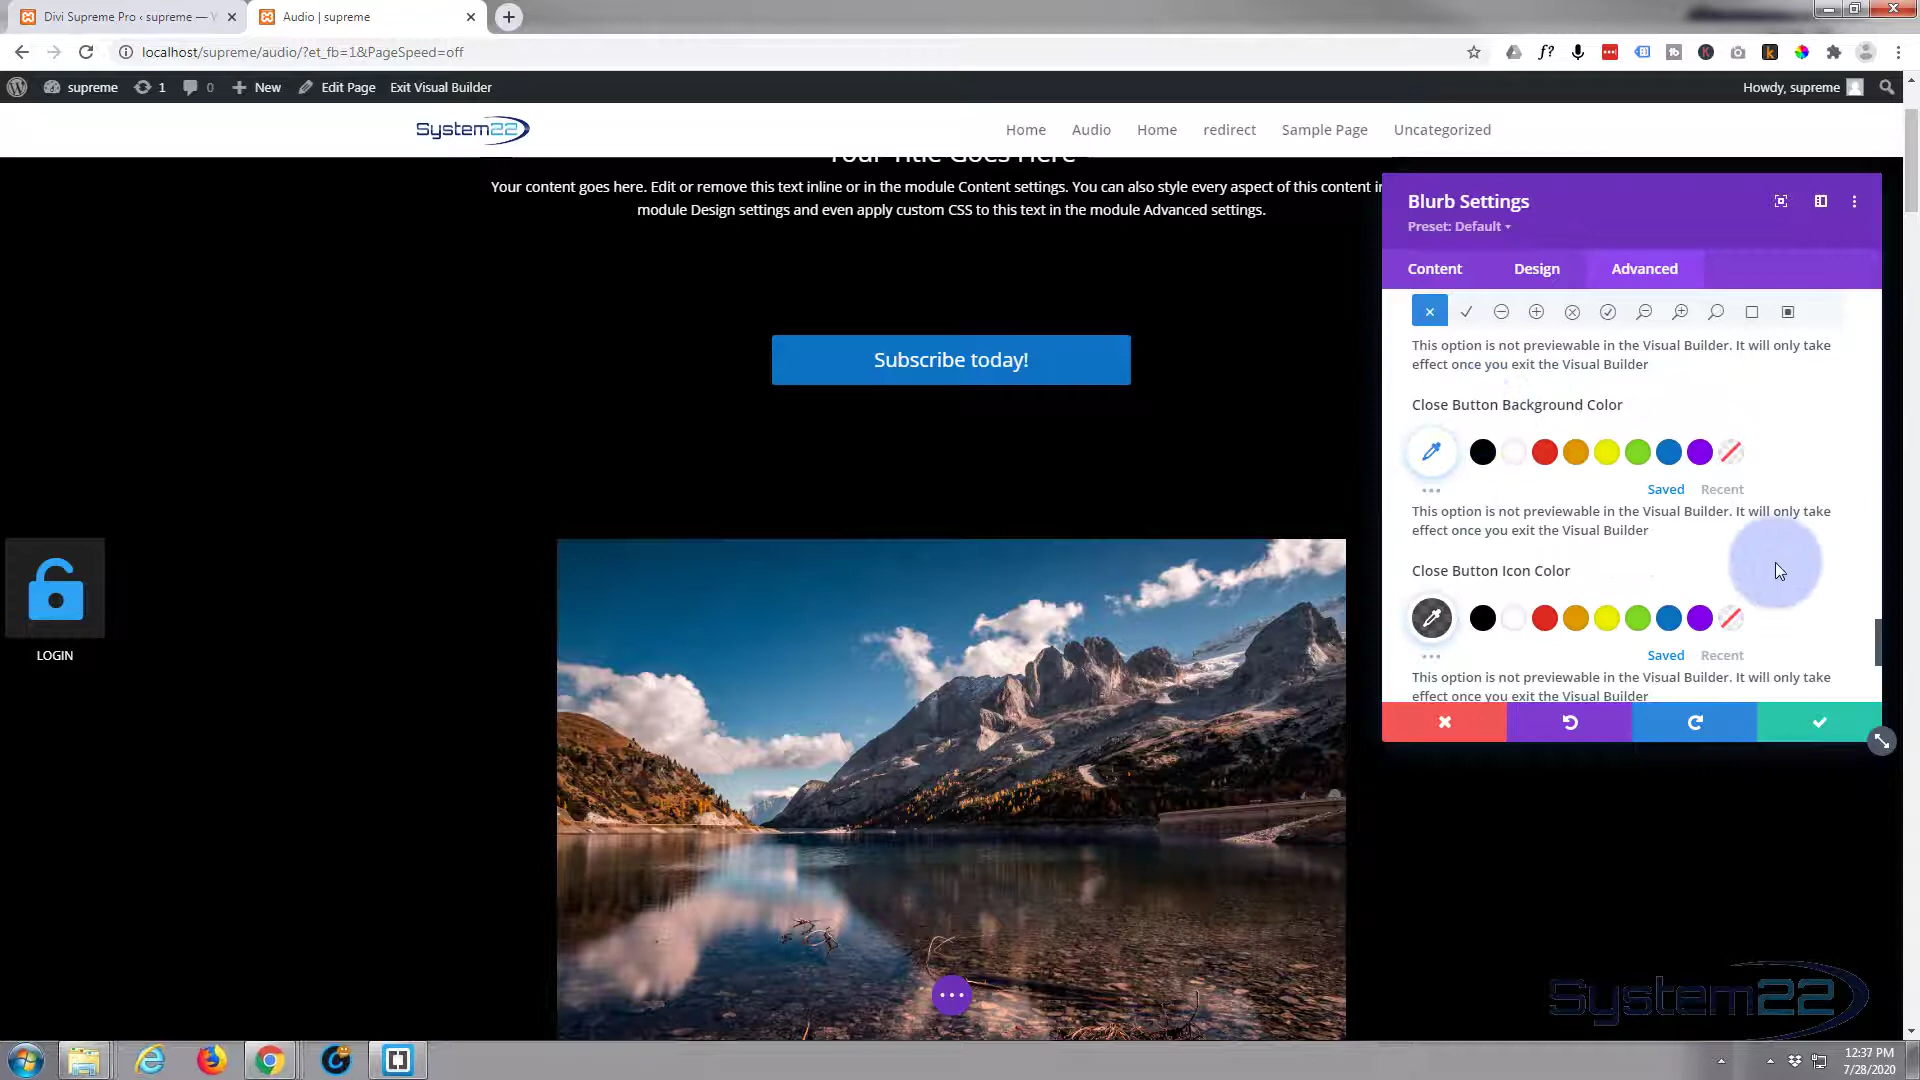 Divi Supreme Pro ‹ supreme —
Audio | supreme
localhost/supreme/audio/?et_fb=1&PageSpeed=off
supreme
1
0
New
Edit Page
Exit Visual Builder
Howdy, supreme
System22
Home
Audio
Home
redirect
Sample Page
Uncategorized
Your Title Goes Here
Your content goes here. Edit or remove this text inline or in the module Content settings. You can also style every aspect of this content in
module Design settings and even apply custom CSS to this text in the module Advanced settings.
Subscribe today!
LOGIN
Blurb Settings
Preset: Default
Content
Design
Advanced
This option is not previewable in the Visual Builder. It will only take
effect once you exit the Visual Builder
Close Button Background Color
Saved
Recent
This option is not previewable in the Visual Builder. It will only take
effect once you exit the Visual Builder
Close Button Icon Color
Saved
Recent
This option is not previewable in the Visual Builder. It will only take
effect once you exit the Visual Builder
System22
12:37 PM
7/28/2020